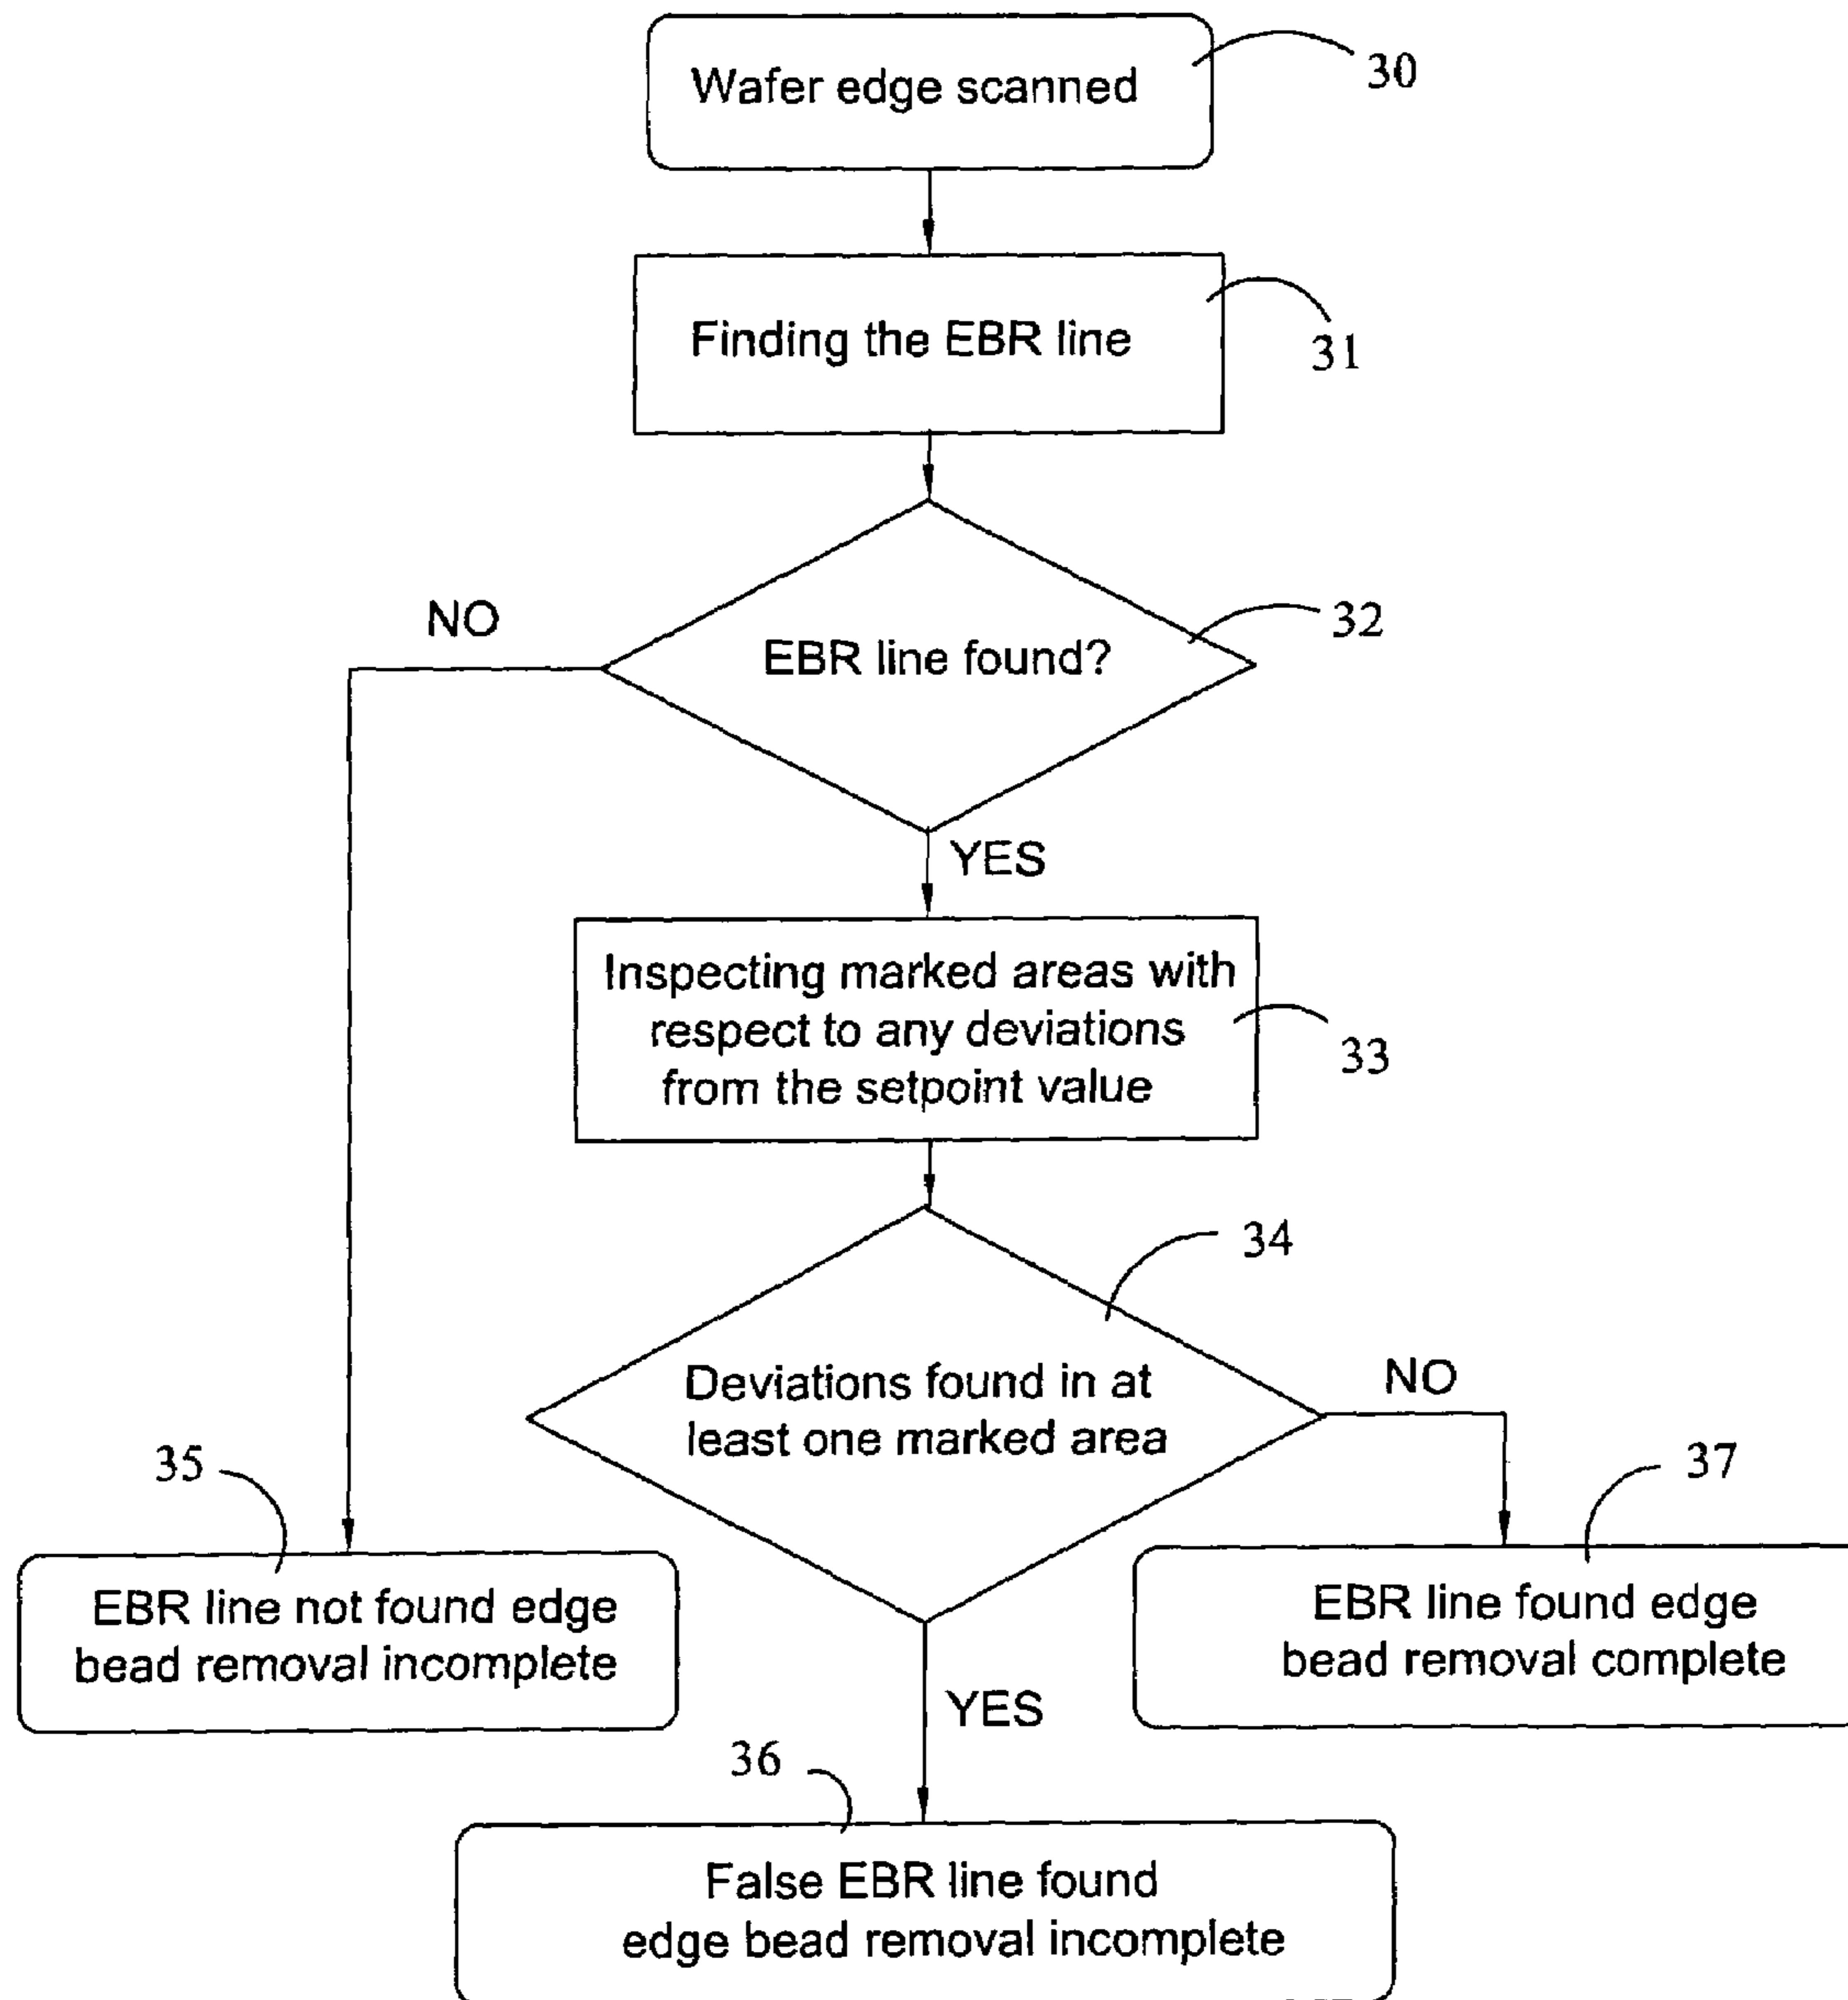 Wafer edge scanned
30
Finding the EBR line
31
NO
EBR line found?
32
YES
Inspecting marked areas with
respect to any deviations
from the setpoint value
33
34
Deviations found in at
least one marked area
NO
35
37
EBR line not found edge
bead removal incomplete
EBR line found edge
bead removal complete
YES
36
False EBR line found
edge bead removal incomplete